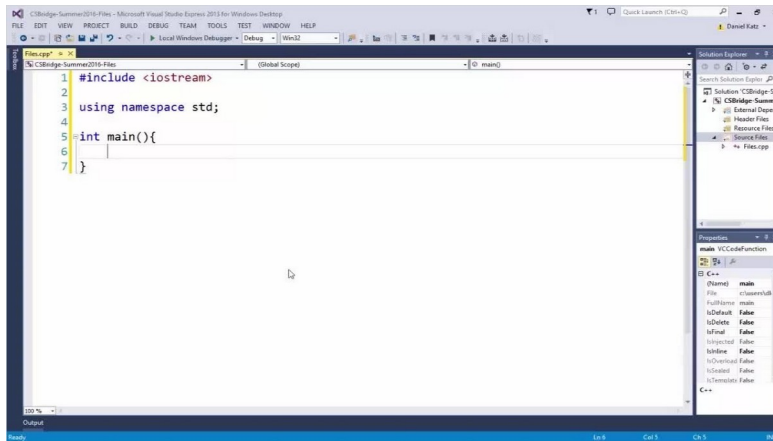 CSBridge-Summer2016-Files - Microsoft Visual Studio Express 2013 for Windows Desktop
1
Quick Launch (Ctrl+Q)
FILE EDIT VIEW PROJECT BUILD DEBUG TEAM TOOLS TEST WINDOW HELP
Daniel Katz
Local Windows Debugger
Debug
Win32
Toolbox
Files.cpp*
CSBridge-Summer2016-Files
(Global Scope)
main()
1 #include <iostream>
2
3 using namespace std;
4
5 int main(){
6
7 }
100 %
Output
Ready
Ln 6
Col 5
Ch 5
Solution Explorer
Search Solution Explor
Solution 'CSBridge-S
CSBridge-Summ
External Depe
Header Files
Resource Files
Source Files
Files.cpp
Properties
main VCCodeFunction
C++
(Name) main
File c:\users\dk
FullName main
IsDefault False
IsDelete False
IsFinal False
IsInjected False
IsInline False
IsOverload False
IsSealed False
IsTemplate False
C++